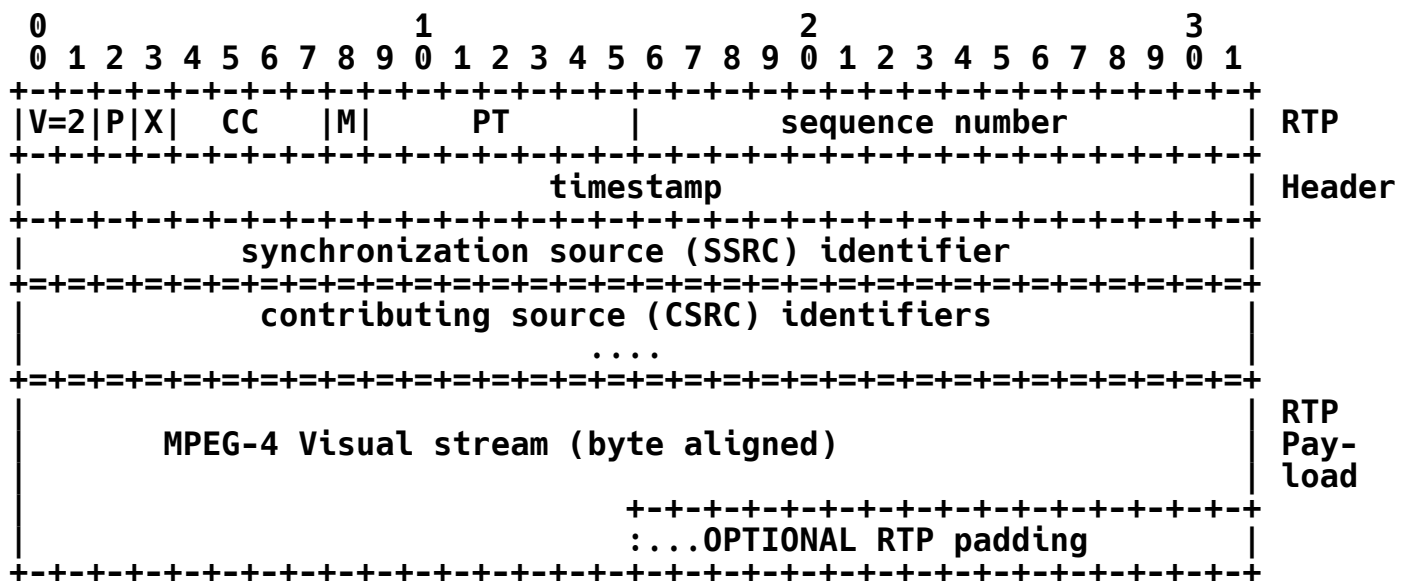 0                   1                   2                   3
 0 1 2 3 4 5 6 7 8 9 0 1 2 3 4 5 6 7 8 9 0 1 2 3 4 5 6 7 8 9 0 1
+-+-+-+-+-+-+-+-+-+-+-+-+-+-+-+-+-+-+-+-+-+-+-+-+-+-+-+-+-+-+-+-+
|V=2|P|X|  CC   |M|     PT      |       sequence number         | RTP
+-+-+-+-+-+-+-+-+-+-+-+-+-+-+-+-+-+-+-+-+-+-+-+-+-+-+-+-+-+-+-+-+
|                           timestamp                           | Header
+-+-+-+-+-+-+-+-+-+-+-+-+-+-+-+-+-+-+-+-+-+-+-+-+-+-+-+-+-+-+-+-+
|           synchronization source (SSRC) identifier            |
+=+=+=+=+=+=+=+=+=+=+=+=+=+=+=+=+=+=+=+=+=+=+=+=+=+=+=+=+=+=+=+=+
|            contributing source (CSRC) identifiers             |
|                             ....                              |
+=+=+=+=+=+=+=+=+=+=+=+=+=+=+=+=+=+=+=+=+=+=+=+=+=+=+=+=+=+=+=+=+
|                                                               | RTP
|       MPEG-4 Visual stream (byte aligned)                     | Pay-
|                                                               | load
|                               +-+-+-+-+-+-+-+-+-+-+-+-+-+-+-+-+
|                               :...OPTIONAL RTP padding        |
+-+-+-+-+-+-+-+-+-+-+-+-+-+-+-+-+-+-+-+-+-+-+-+-+-+-+-+-+-+-+-+-+